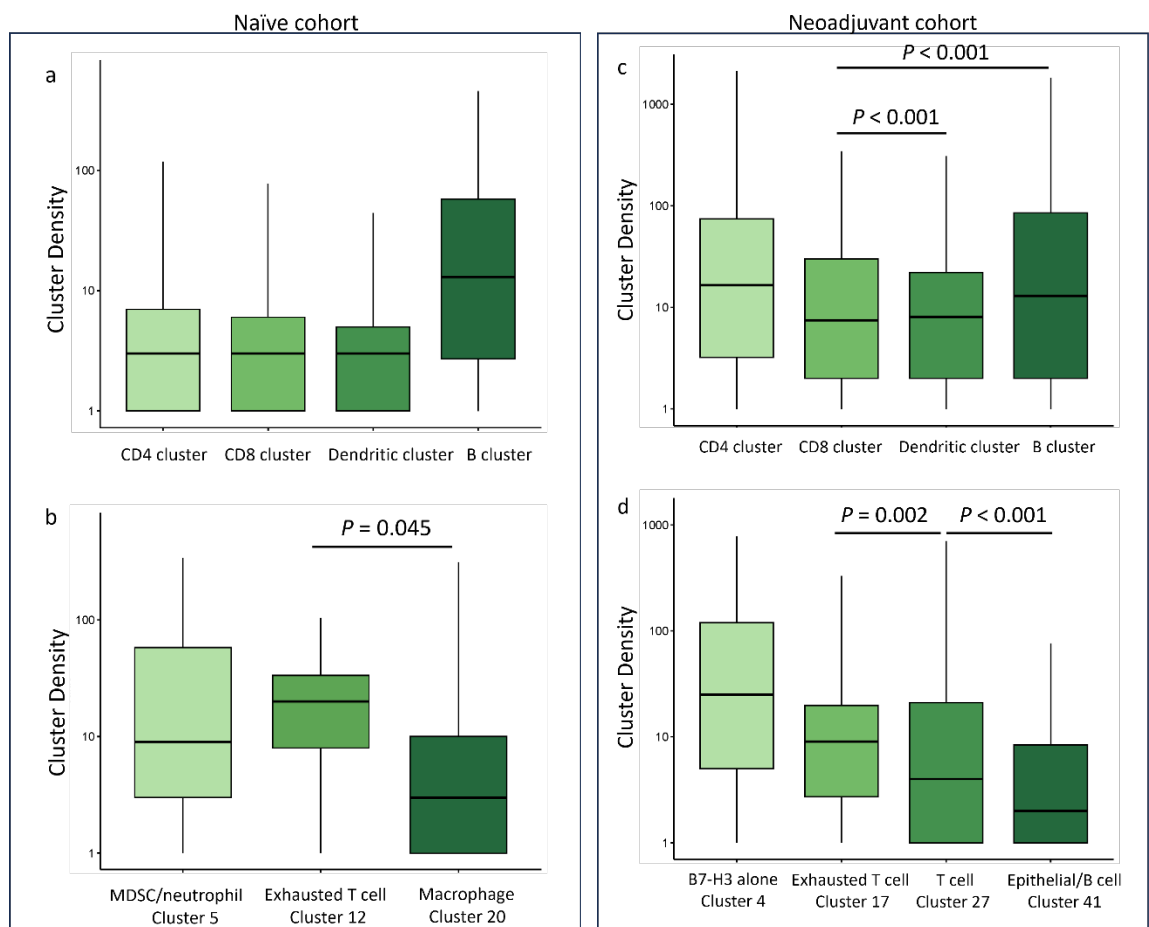 Naïve cohort
a
Cluster Density
100
10
1
CD4 cluster CD8 cluster Dendritic cluster B cluster
b
P = 0.045
Cluster Density
100
10
1
MDSC/neutrophil Exhausted T cell Macrophage
Cluster 5 Cluster 12 Cluster 20
Neoadjuvant cohort
c
P < 0.001
P < 0.001
Cluster Density
1000
100
10
1
CD4 cluster CD8 cluster Dendritic cluster B cluster
d
P = 0.002 P < 0.001
Cluster Density
1000
100
10
1
B7-H3 alone Exhausted T cell T cell Epithelial/B cell
Cluster 4 Cluster 17 Cluster 27 Cluster 41